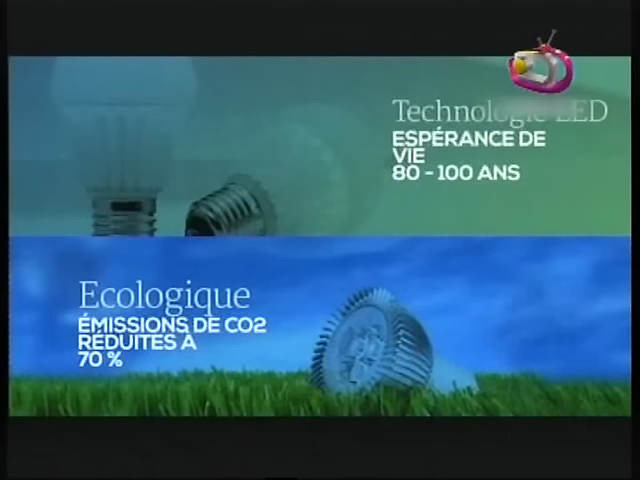 Technologie LED
ESPÉRANCE DE
VIE
80 - 100 ANS
Ecologique
ÉMISSIONS DE CO2
RÉDUITES À
70 %